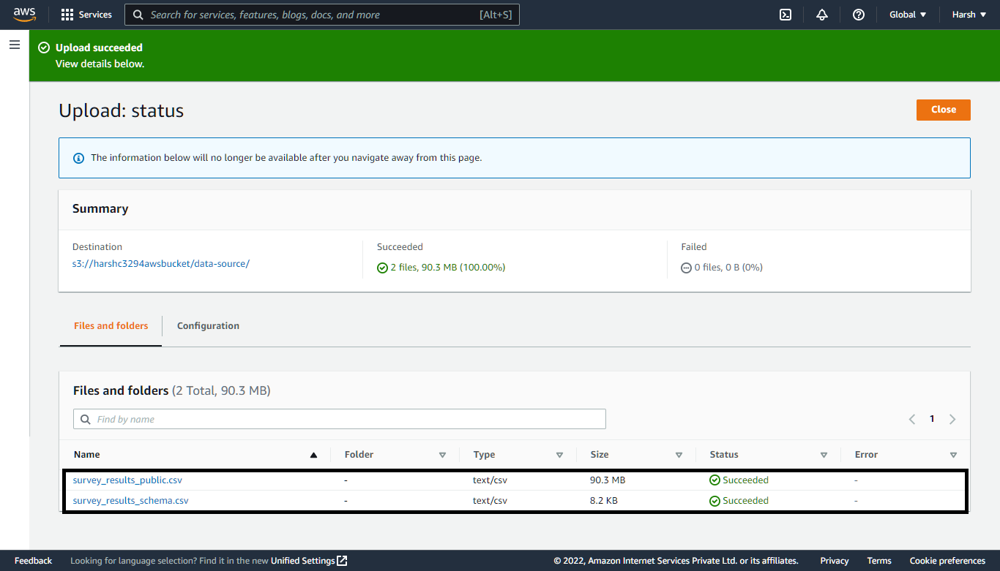 aws Services Search for services, features, blogs, docs, and more [Alt+S] Global Harsh
Upload succeeded
View details below.
Upload: status
Close
The information below will no longer be available after you navigate away from this page.
Summary
Destination Succeeded Failed
s3://harshc3294awsbucket/data-source/ 2 files, 90.3 MB (100.00%) 0 files, 0 B (0%)
Files and folders Configuration
Files and folders (2 Total, 90.3 MB)
Find by name 1
Name Folder Type Size Status Error
survey_results_public.csv - text/csv 90.3 MB Succeeded -
survey_results_schema.csv - text/csv 8.2 KB Succeeded -
Feedback Looking for language selection? Find it in the new Unified Settings © 2022, Amazon Internet Services Private Ltd. or its affiliates. Privacy Terms Cookie preferences